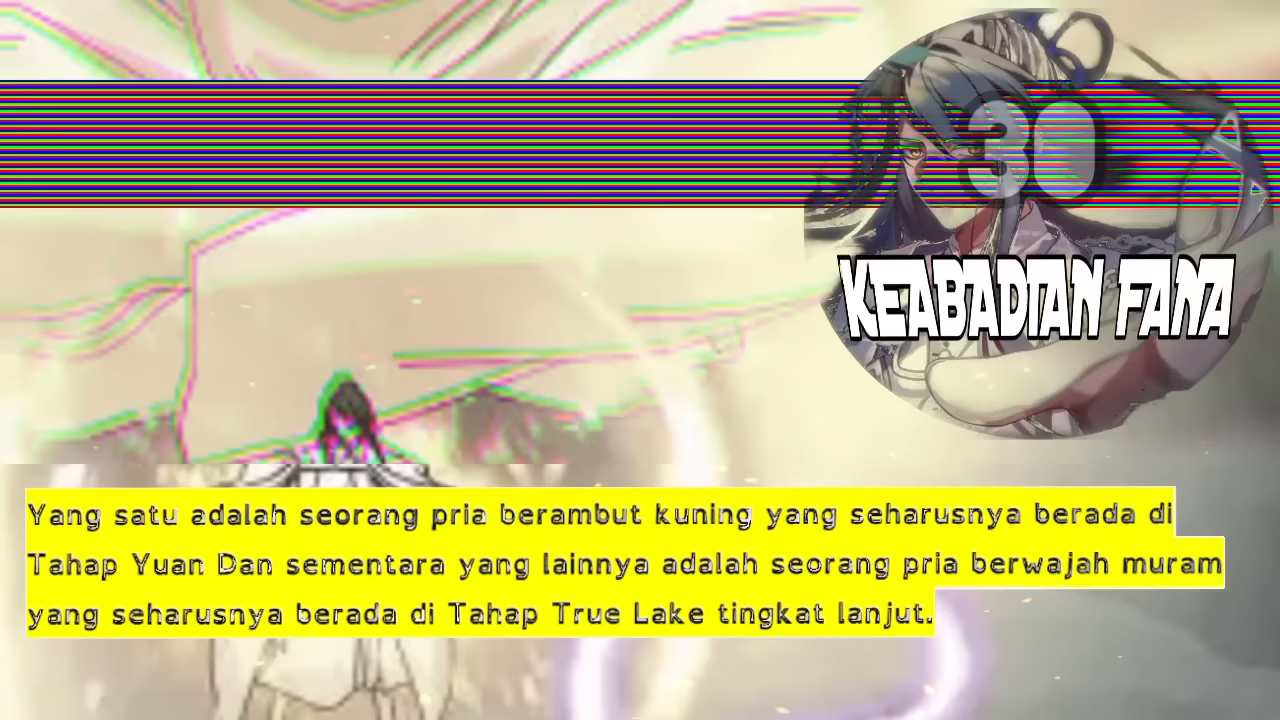 30
KEABADIAN FANA
Yang satu adalah seorang pria berambut kuning yang seharusnya berada di
Tahap Yuan Dan sementara yang lainnya adalah seorang pria berwajah muram
yang seharusnya berada di Tahap True Lake tingkat lanjut.